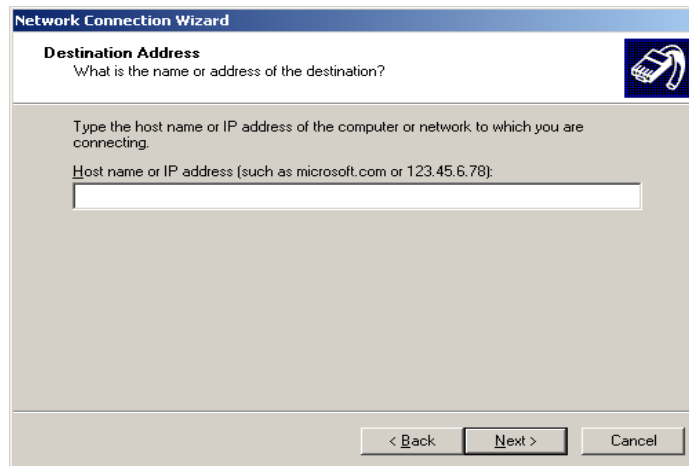 Network Connection Wizard
Destination Address
What is the name or address of the destination?
Type the host name or IP address of the computer or network to which you are
connecting.
Host name or IP address (such as microsoft.com or 123.45.6.78):
< Back Next > Cancel